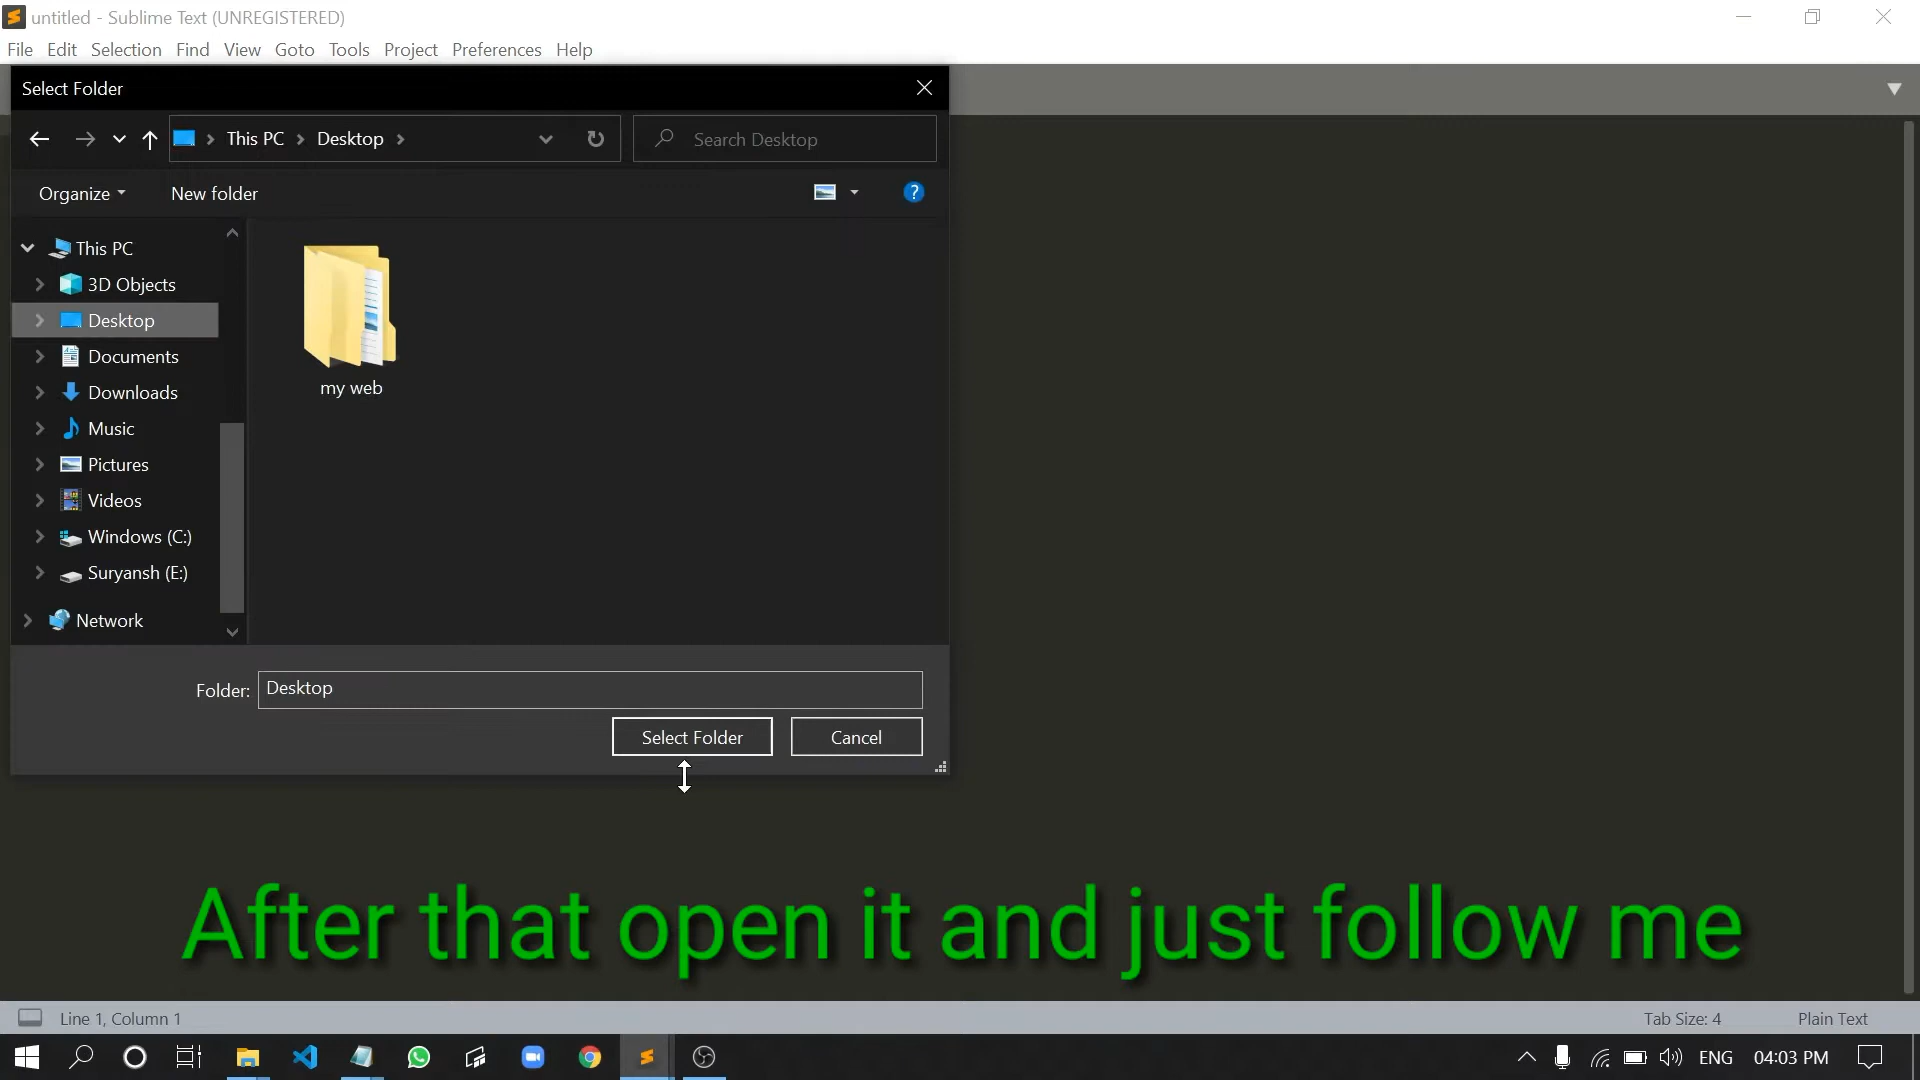 untitled - Sublime Text (UNREGISTERED)
File Edit Selection Find View Goto Tools Project Preferences Help
Select Folder
This PC Desktop
Search Desktop
Organize New folder
This PC
3D Objects
Desktop
Documents
Downloads
Music
Pictures
Videos
Windows (C:)
Suryansh (E:)
Network
my web
Folder: Desktop
Select Folder Cancel
After that open it and just follow me
Line 1, Column 1 Tab Size: 4 Plain Text
ENG 04:03 PM